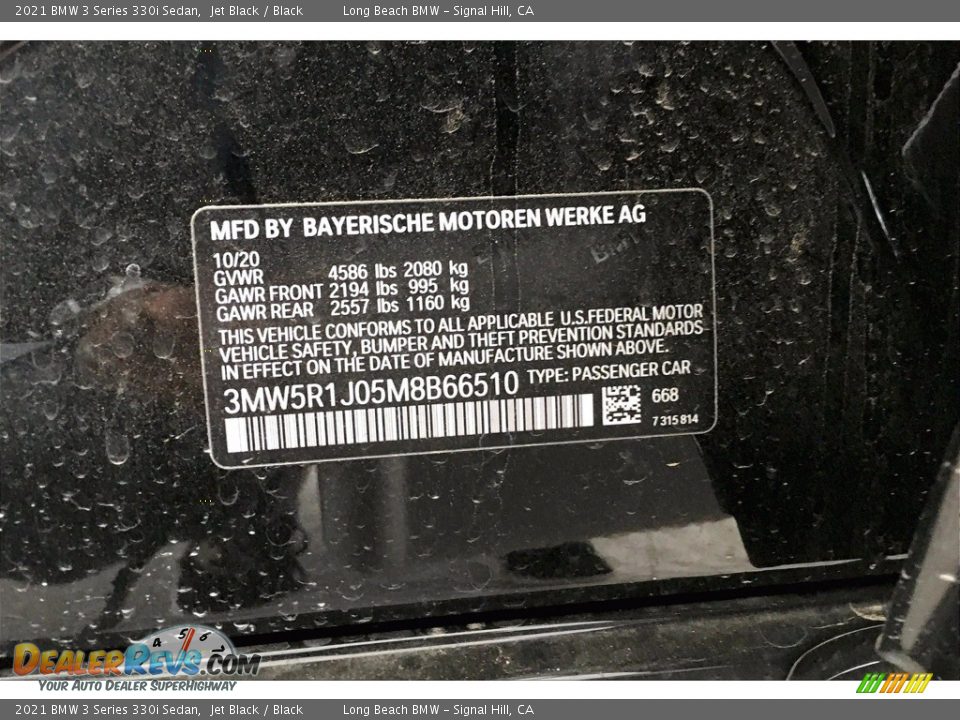 2021 BMW 3 Series 330i Sedan, Jet Black / Black Long Beach BMW - Signal Hill, CA
MFD BY BAYERISCHE MOTOREN WERKE AG
10/20
GVWR 4586 lbs 2080 kg
GAWR FRONT 2194 lbs 995 kg
GAWR REAR 2557 lbs 1160 kg
THIS VEHICLE CONFORMS TO ALL APPLICABLE U.S.FEDERAL MOTOR
VEHICLE SAFETY, BUMPER AND THEFT PREVENTION STANDARDS
IN EFFECT ON THE DATE OF MANUFACTURE SHOWN ABOVE.
3MW5R1J05M8B66510 TYPE: PASSENGER CAR
668
7 315 814
4 5 6 7
DEALERREVS.COM
YOUR AUTO DEALER SUPERHIGHWAY
2021 BMW 3 Series 330i Sedan, Jet Black / Black Long Beach BMW - Signal Hill, CA